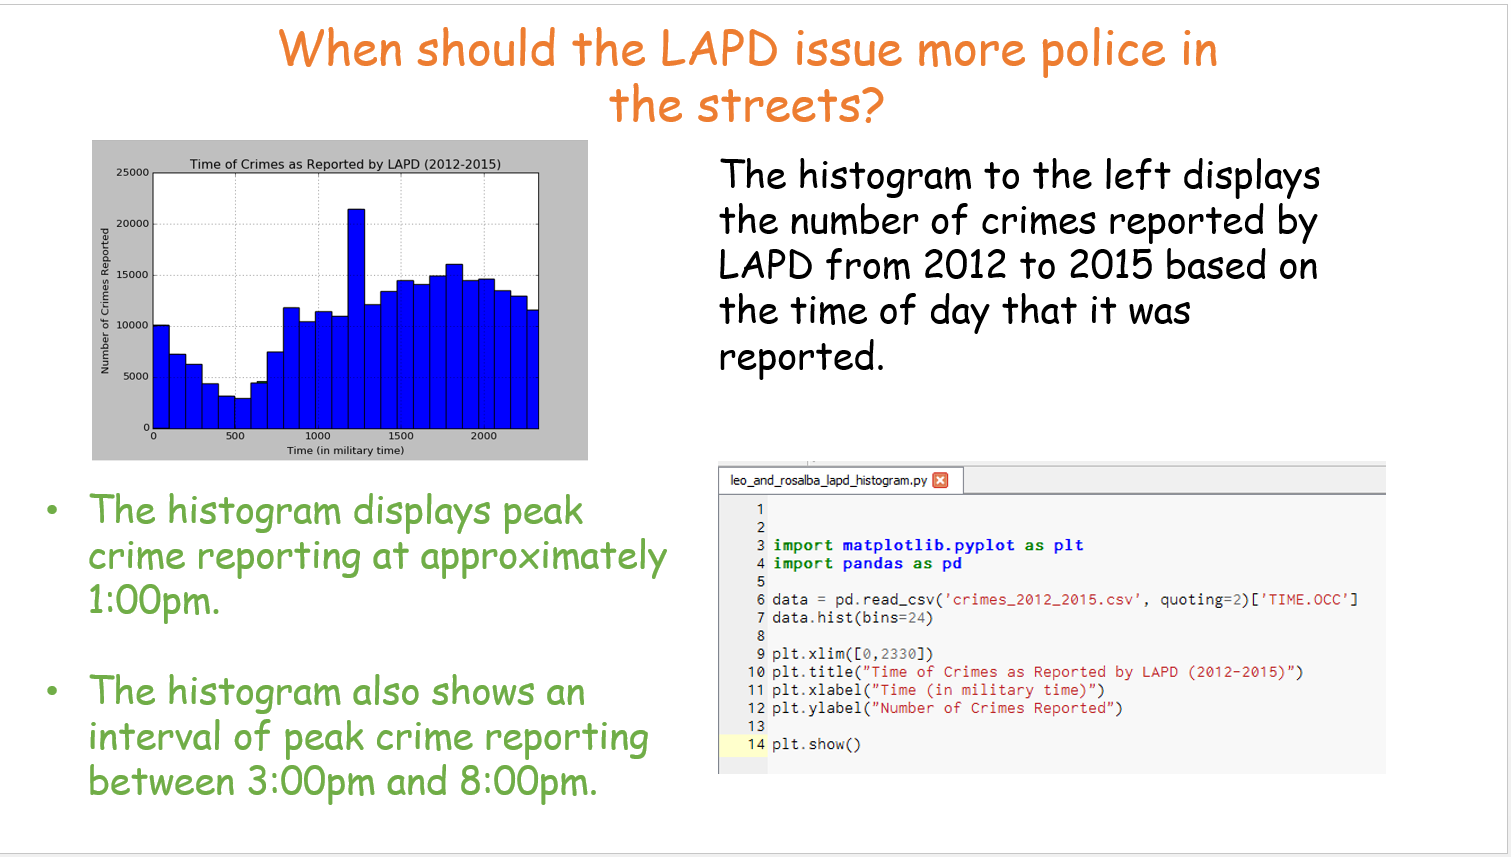 When should the LAPD issue more police in
the streets?
Time of Crimes as Reported by LAPD (2012-2015)
25000
20000
15000
10000
5000
0
Number of Crimes Reported
0 500 1000 1500 2000
Time (in military time)
The histogram to the left displays
the number of crimes reported by
LAPD from 2012 to 2015 based on
the time of day that it was
reported.
• The histogram displays peak
crime reporting at approximately
1:00pm.
• The histogram also shows an
interval of peak crime reporting
between 3:00pm and 8:00pm.
leo_and_rosalba_lapd_histogram.py
1
2
3 import matplotlib.pyplot as plt
4 import pandas as pd
5
6 data = pd.read_csv('crimes_2012_2015.csv', quoting=2)['TIME.OCC']
7 data.hist(bins=24)
8
9 plt.xlim([0,2330])
10 plt.title("Time of Crimes as Reported by LAPD (2012-2015)")
11 plt.xlabel("Time (in military time)")
12 plt.ylabel("Number of Crimes Reported")
13
14 plt.show()